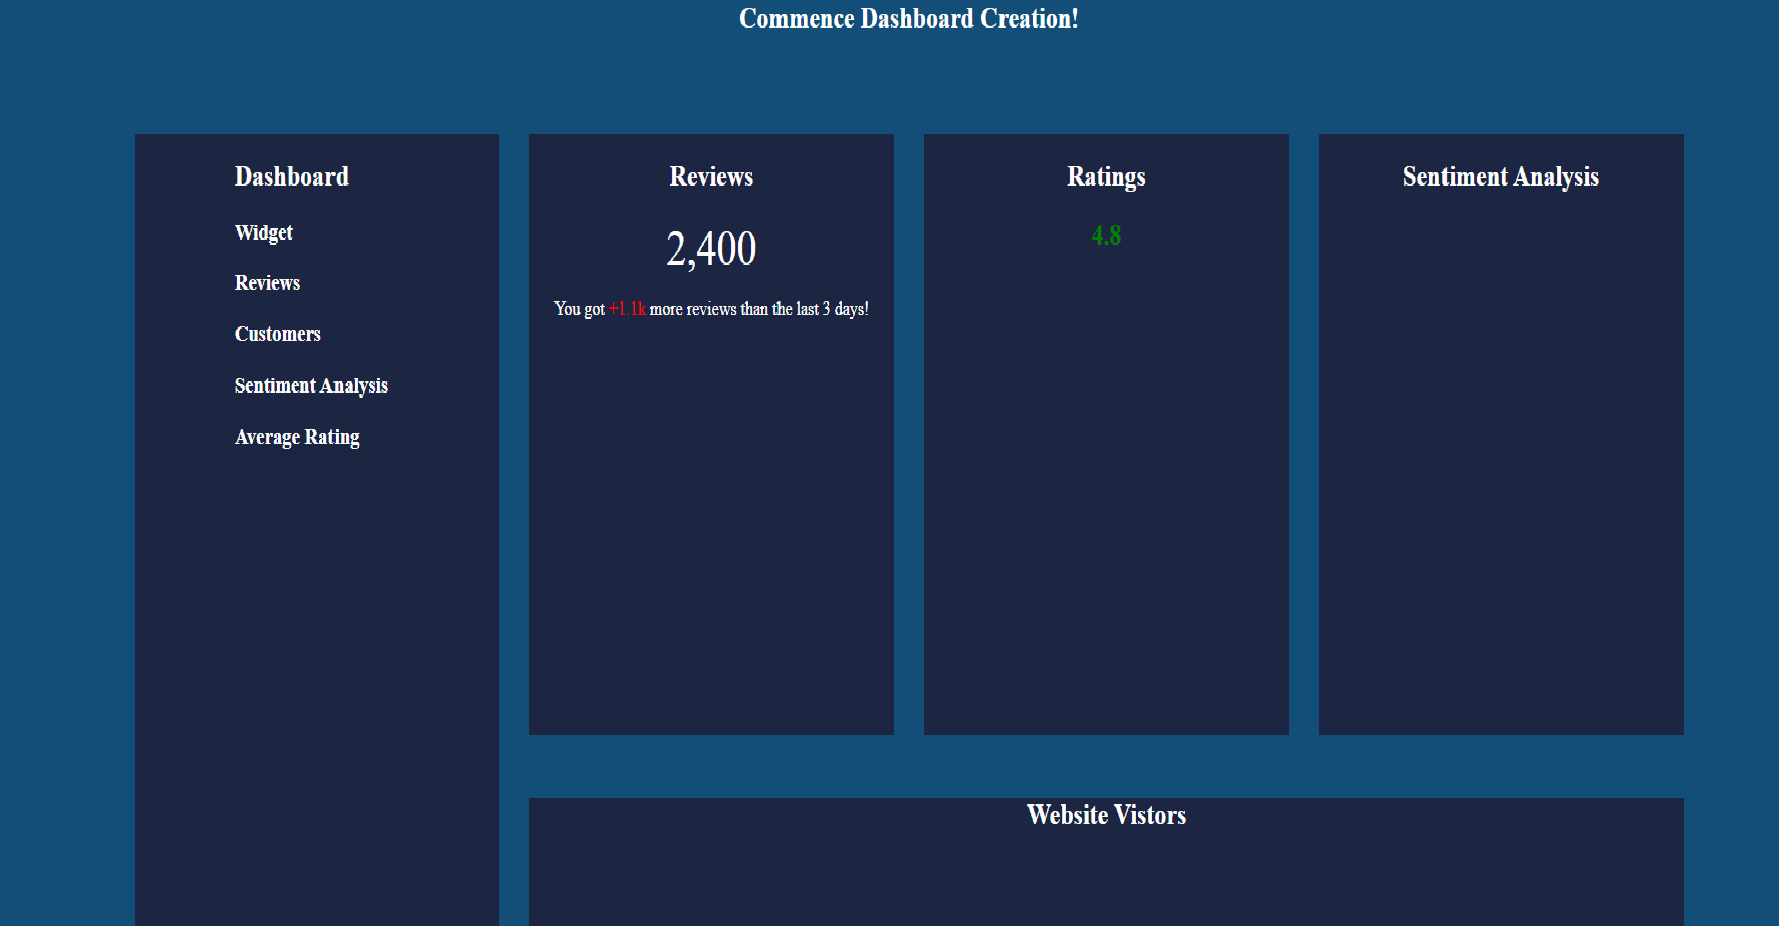 Commence Dashboard Creation!
Dashboard
Widget
Reviews
Customers
Sentiment Analysis
Average Rating
Reviews
2,400
You got +1.1k more reviews than the last 3 days!
Ratings
4.8
Sentiment Analysis
Website Vistors